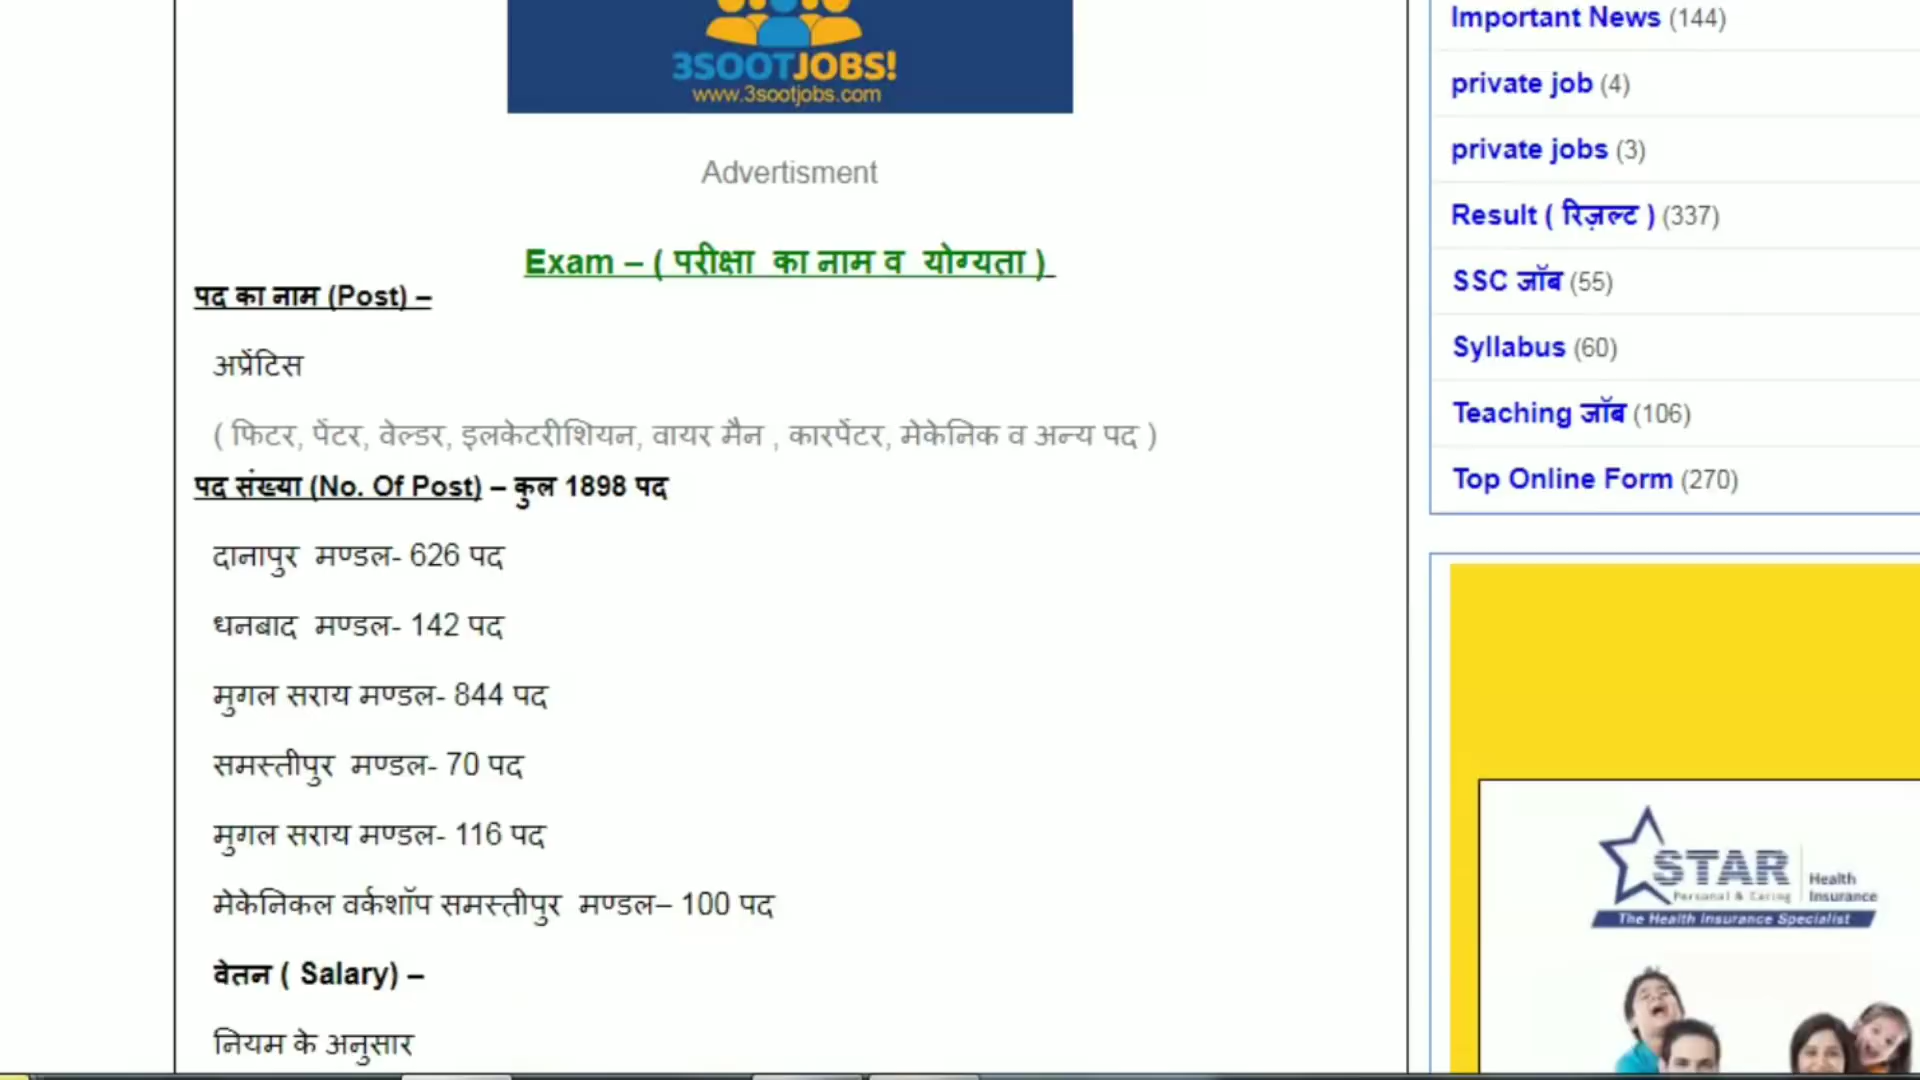 3SOOTJOBS!
www.3sootjobs.com
Advertisment
Exam – ( परीक्षा का नाम व योग्यता )
पद का नाम (Post) –
अप्रेंटिस
( फिटर, पेंटर, वेल्डर, इलकेटरीशियन, वायर मैन , कारपेंटर, मेकेनिक व अन्य पद )
पद संख्या (No. Of Post) – कुल 1898 पद
दानापुर मण्डल- 626 पद
धनबाद मण्डल- 142 पद
मुगल सराय मण्डल- 844 पद
समस्तीपुर मण्डल- 70 पद
मुगल सराय मण्डल- 116 पद
मेकेनिकल वर्कशॉप समस्तीपुर मण्डल– 100 पद
वेतन ( Salary) –
नियम के अनुसार
Important News (144)
private job (4)
private jobs (3)
Result ( रिज़ल्ट ) (337)
SSC जॉब (55)
Syllabus (60)
Teaching जॉब (106)
Top Online Form (270)
STAR
Health
Insurance
Personal & Caring
The Health Insurance Specialist